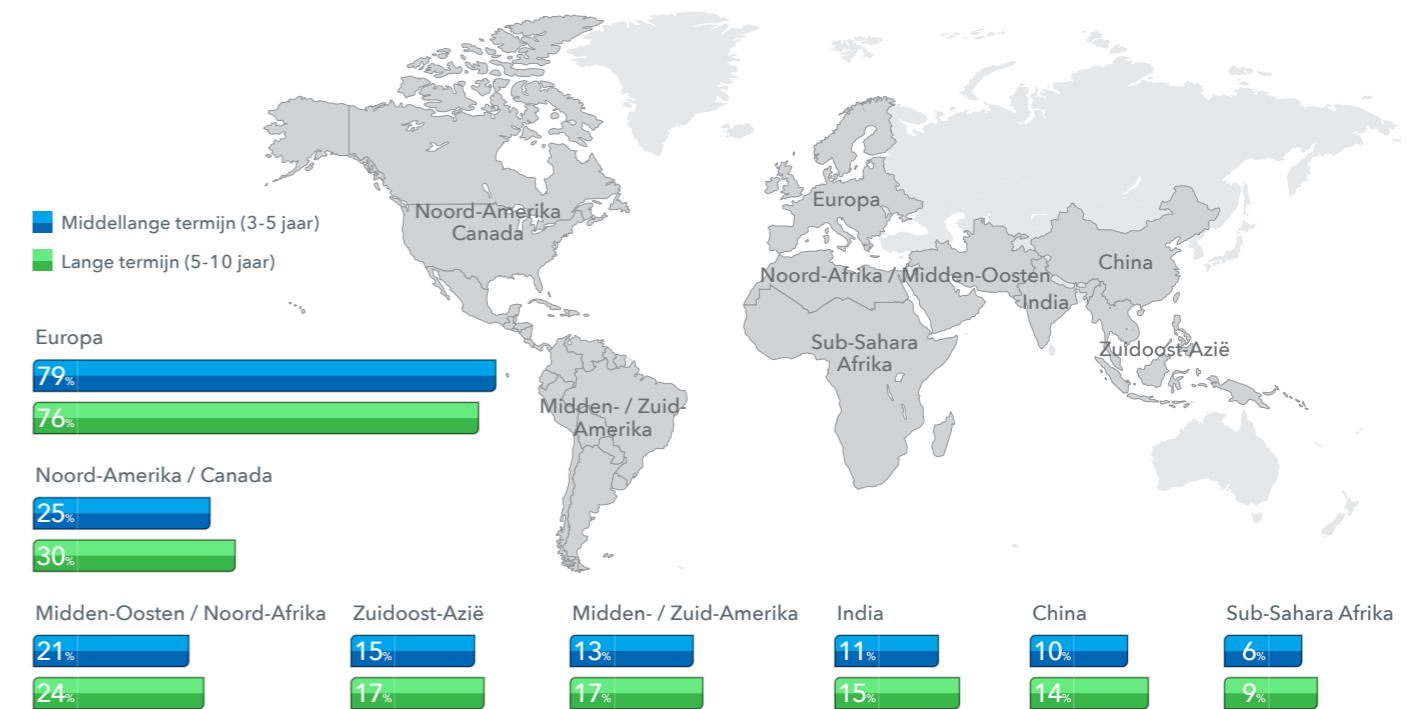 Noord-Amerika
Canada
Europa
Noord-Afrika / Midden-Oosten
China
India
Sub-Sahara
Afrika
Zuidoost-Azië
Midden- / Zuid-
Amerika
Middellange termijn (3-5 jaar)
Lange termijn (5-10 jaar)
Europa
79%
76%
Noord-Amerika / Canada
25%
30%
Midden-Oosten / Noord-Afrika
21%
24%
Zuidoost-Azië
15%
17%
Midden- / Zuid-Amerika
13%
17%
India
11%
15%
China
10%
14%
Sub-Sahara Afrika
6%
9%